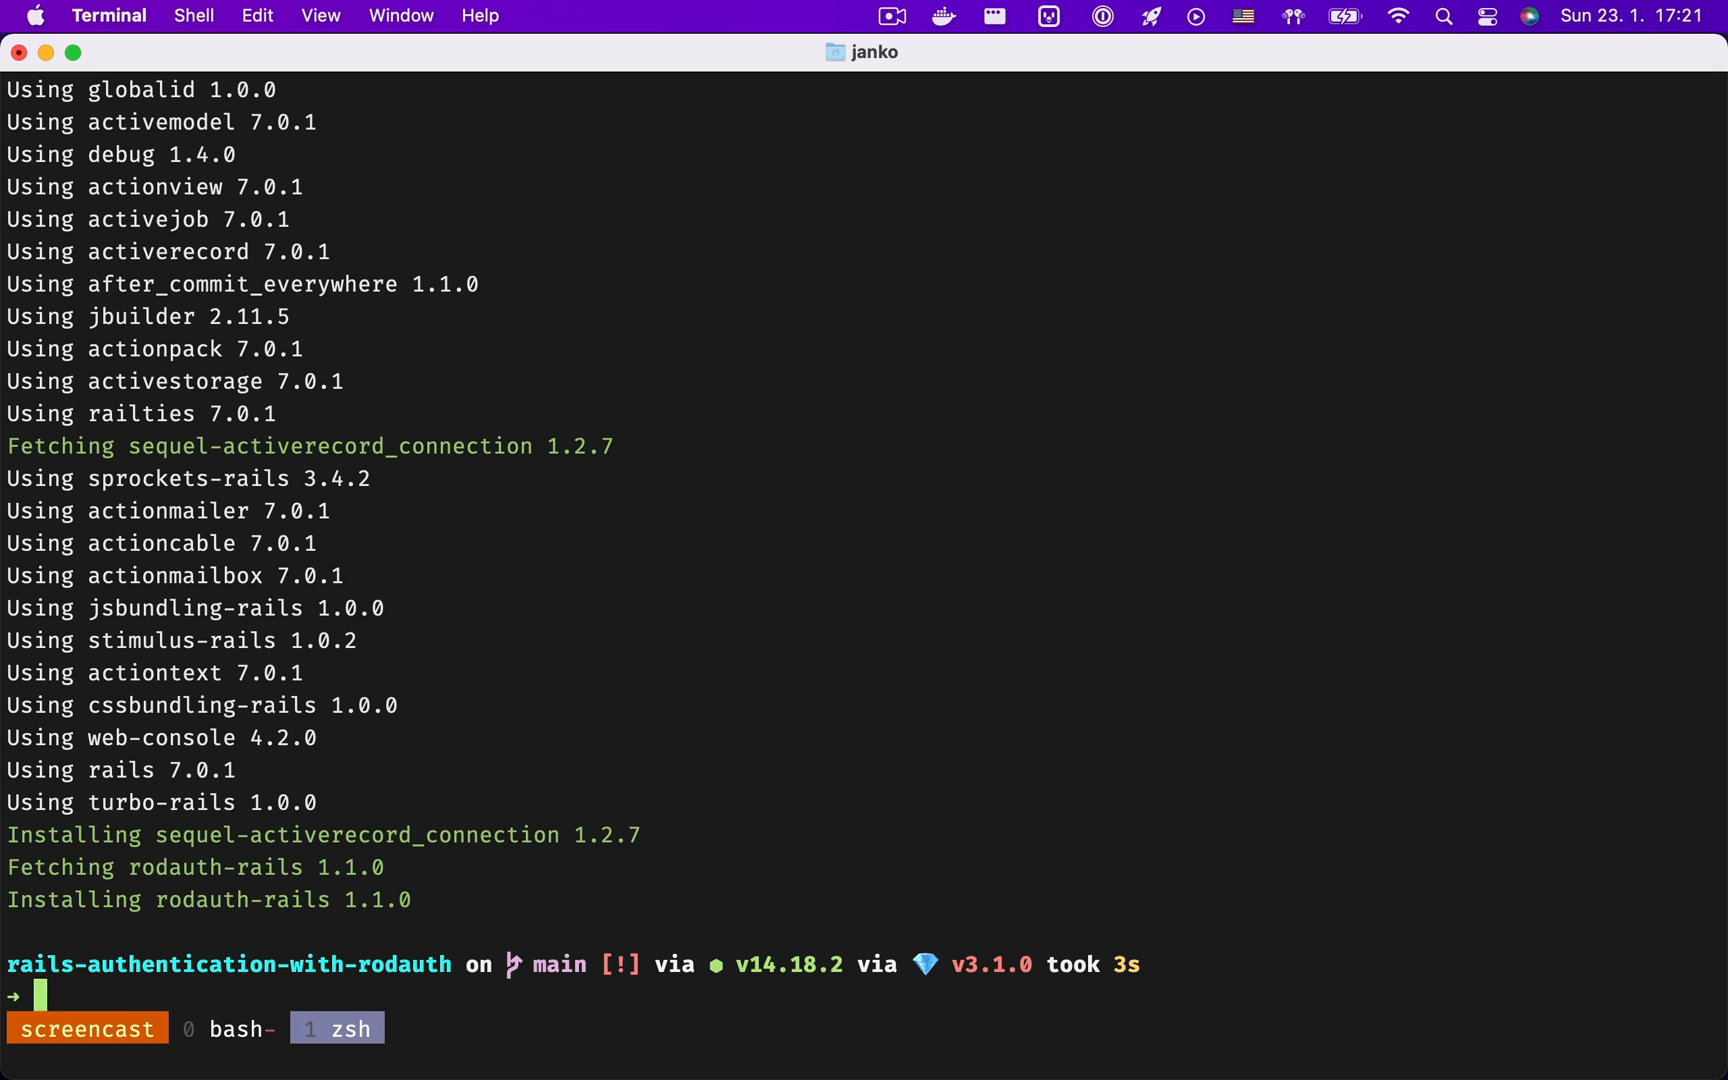 Terminal Shell Edit View Window Help Sun 23. 1. 17:21
janko
Using globalid 1.0.0
Using activemodel 7.0.1
Using debug 1.4.0
Using actionview 7.0.1
Using activejob 7.0.1
Using activerecord 7.0.1
Using after_commit_everywhere 1.1.0
Using jbuilder 2.11.5
Using actionpack 7.0.1
Using activestorage 7.0.1
Using railties 7.0.1
Fetching sequel-activerecord_connection 1.2.7
Using sprockets-rails 3.4.2
Using actionmailer 7.0.1
Using actioncable 7.0.1
Using actionmailbox 7.0.1
Using jsbundling-rails 1.0.0
Using stimulus-rails 1.0.2
Using actiontext 7.0.1
Using cssbundling-rails 1.0.0
Using web-console 4.2.0
Using rails 7.0.1
Using turbo-rails 1.0.0
Installing sequel-activerecord_connection 1.2.7
Fetching rodauth-rails 1.1.0
Installing rodauth-rails 1.1.0
rails-authentication-with-rodauth on main [!] via ⬢ v14.18.2 via 💎 v3.1.0 took 3s
→
screencast 0 bash- 1 zsh